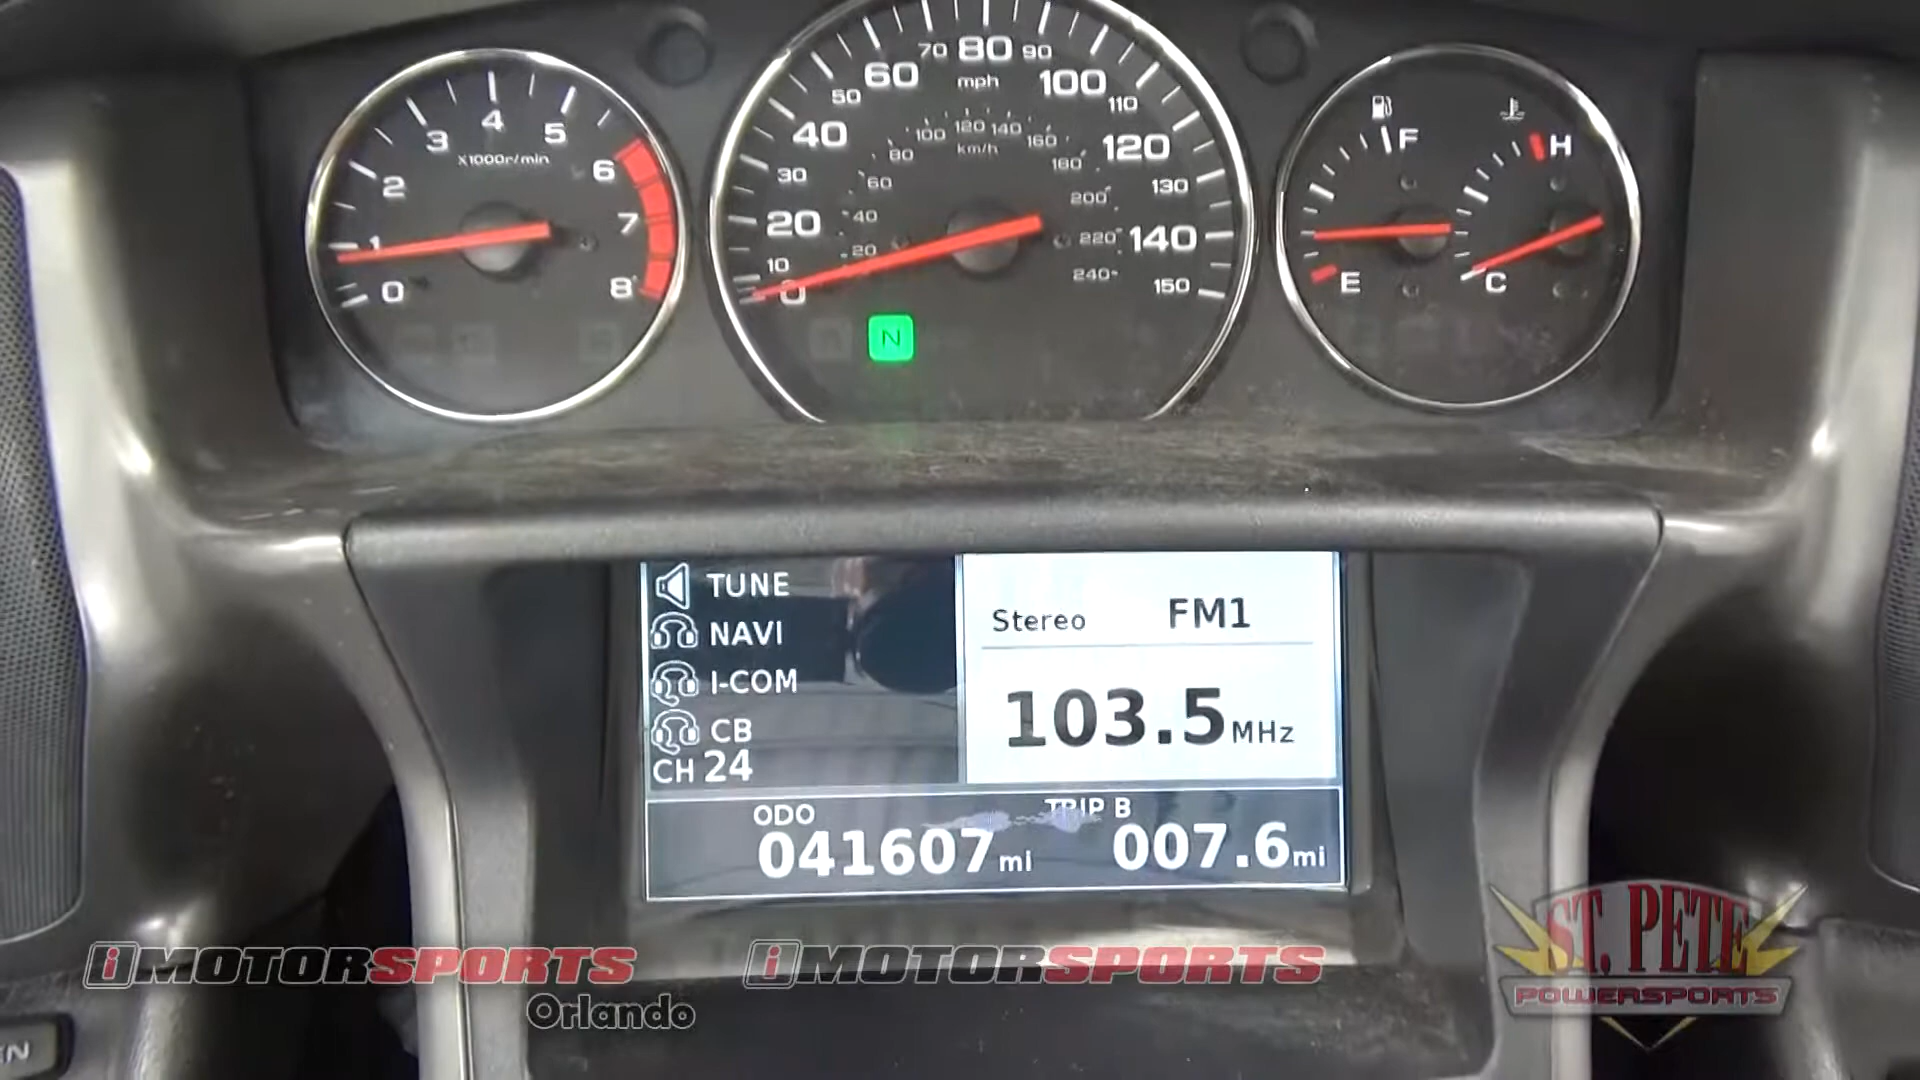 0 1 2 3 4 5 6 7 8
X1000r/min
0 10 20 30 40 50 60 70 80 90 100 110 120 130 140 150
mph
20 40 60 80 100 120 140 160 180 200 220 240
km/h
N
F
E
H
C
TUNE
NAVI
I-COM
CB
CH 24
Stereo FM1
103.5 MHz
ODO
041607 mi
TRIP B
007.6 mi
iMOTORSPORTS
Orlando
iMOTORSPORTS
ST. PETE
POWERSPORTS